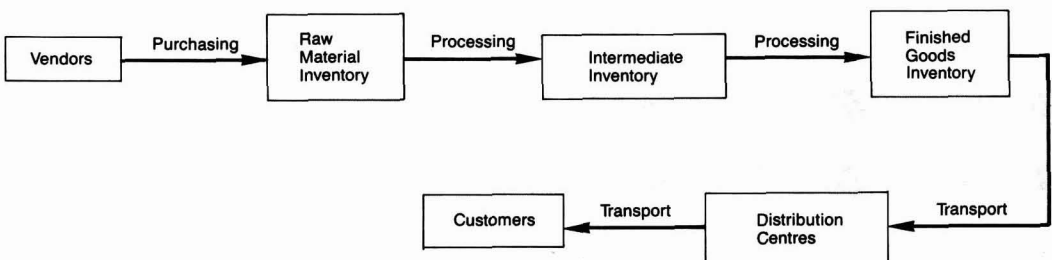 Vendors
Purchasing
Raw
Material
Inventory
Processing
Intermediate
Inventory
Processing
Finished
Goods
Inventory
Transport
Distribution
Centres
Transport
Customers